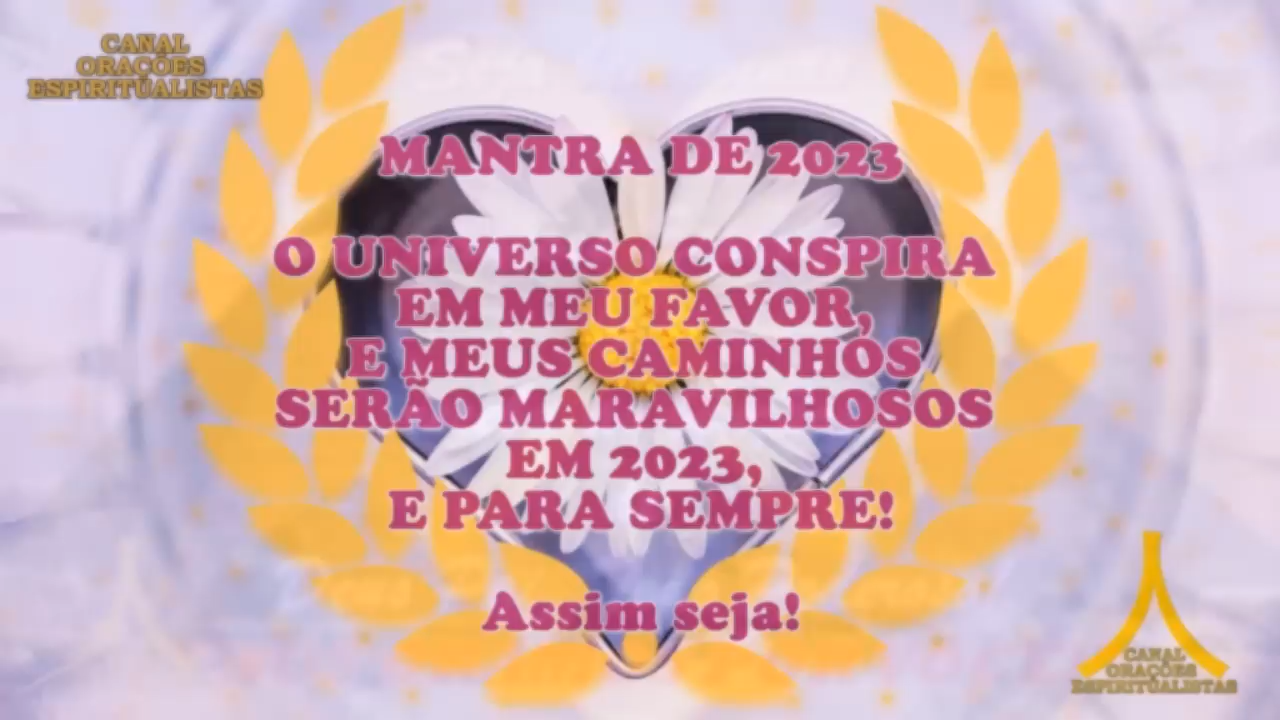 CANAL
ORAÇÕES
ESPIRITUALISTAS
MANTRA DE 2023
O UNIVERSO CONSPIRA
EM MEU FAVOR,
E MEUS CAMINHOS
SERÃO MARAVILHOSOS
EM 2023,
E PARA SEMPRE!
Assim seja!
CANAL
ORAÇÕES
ESPIRITUALISTAS